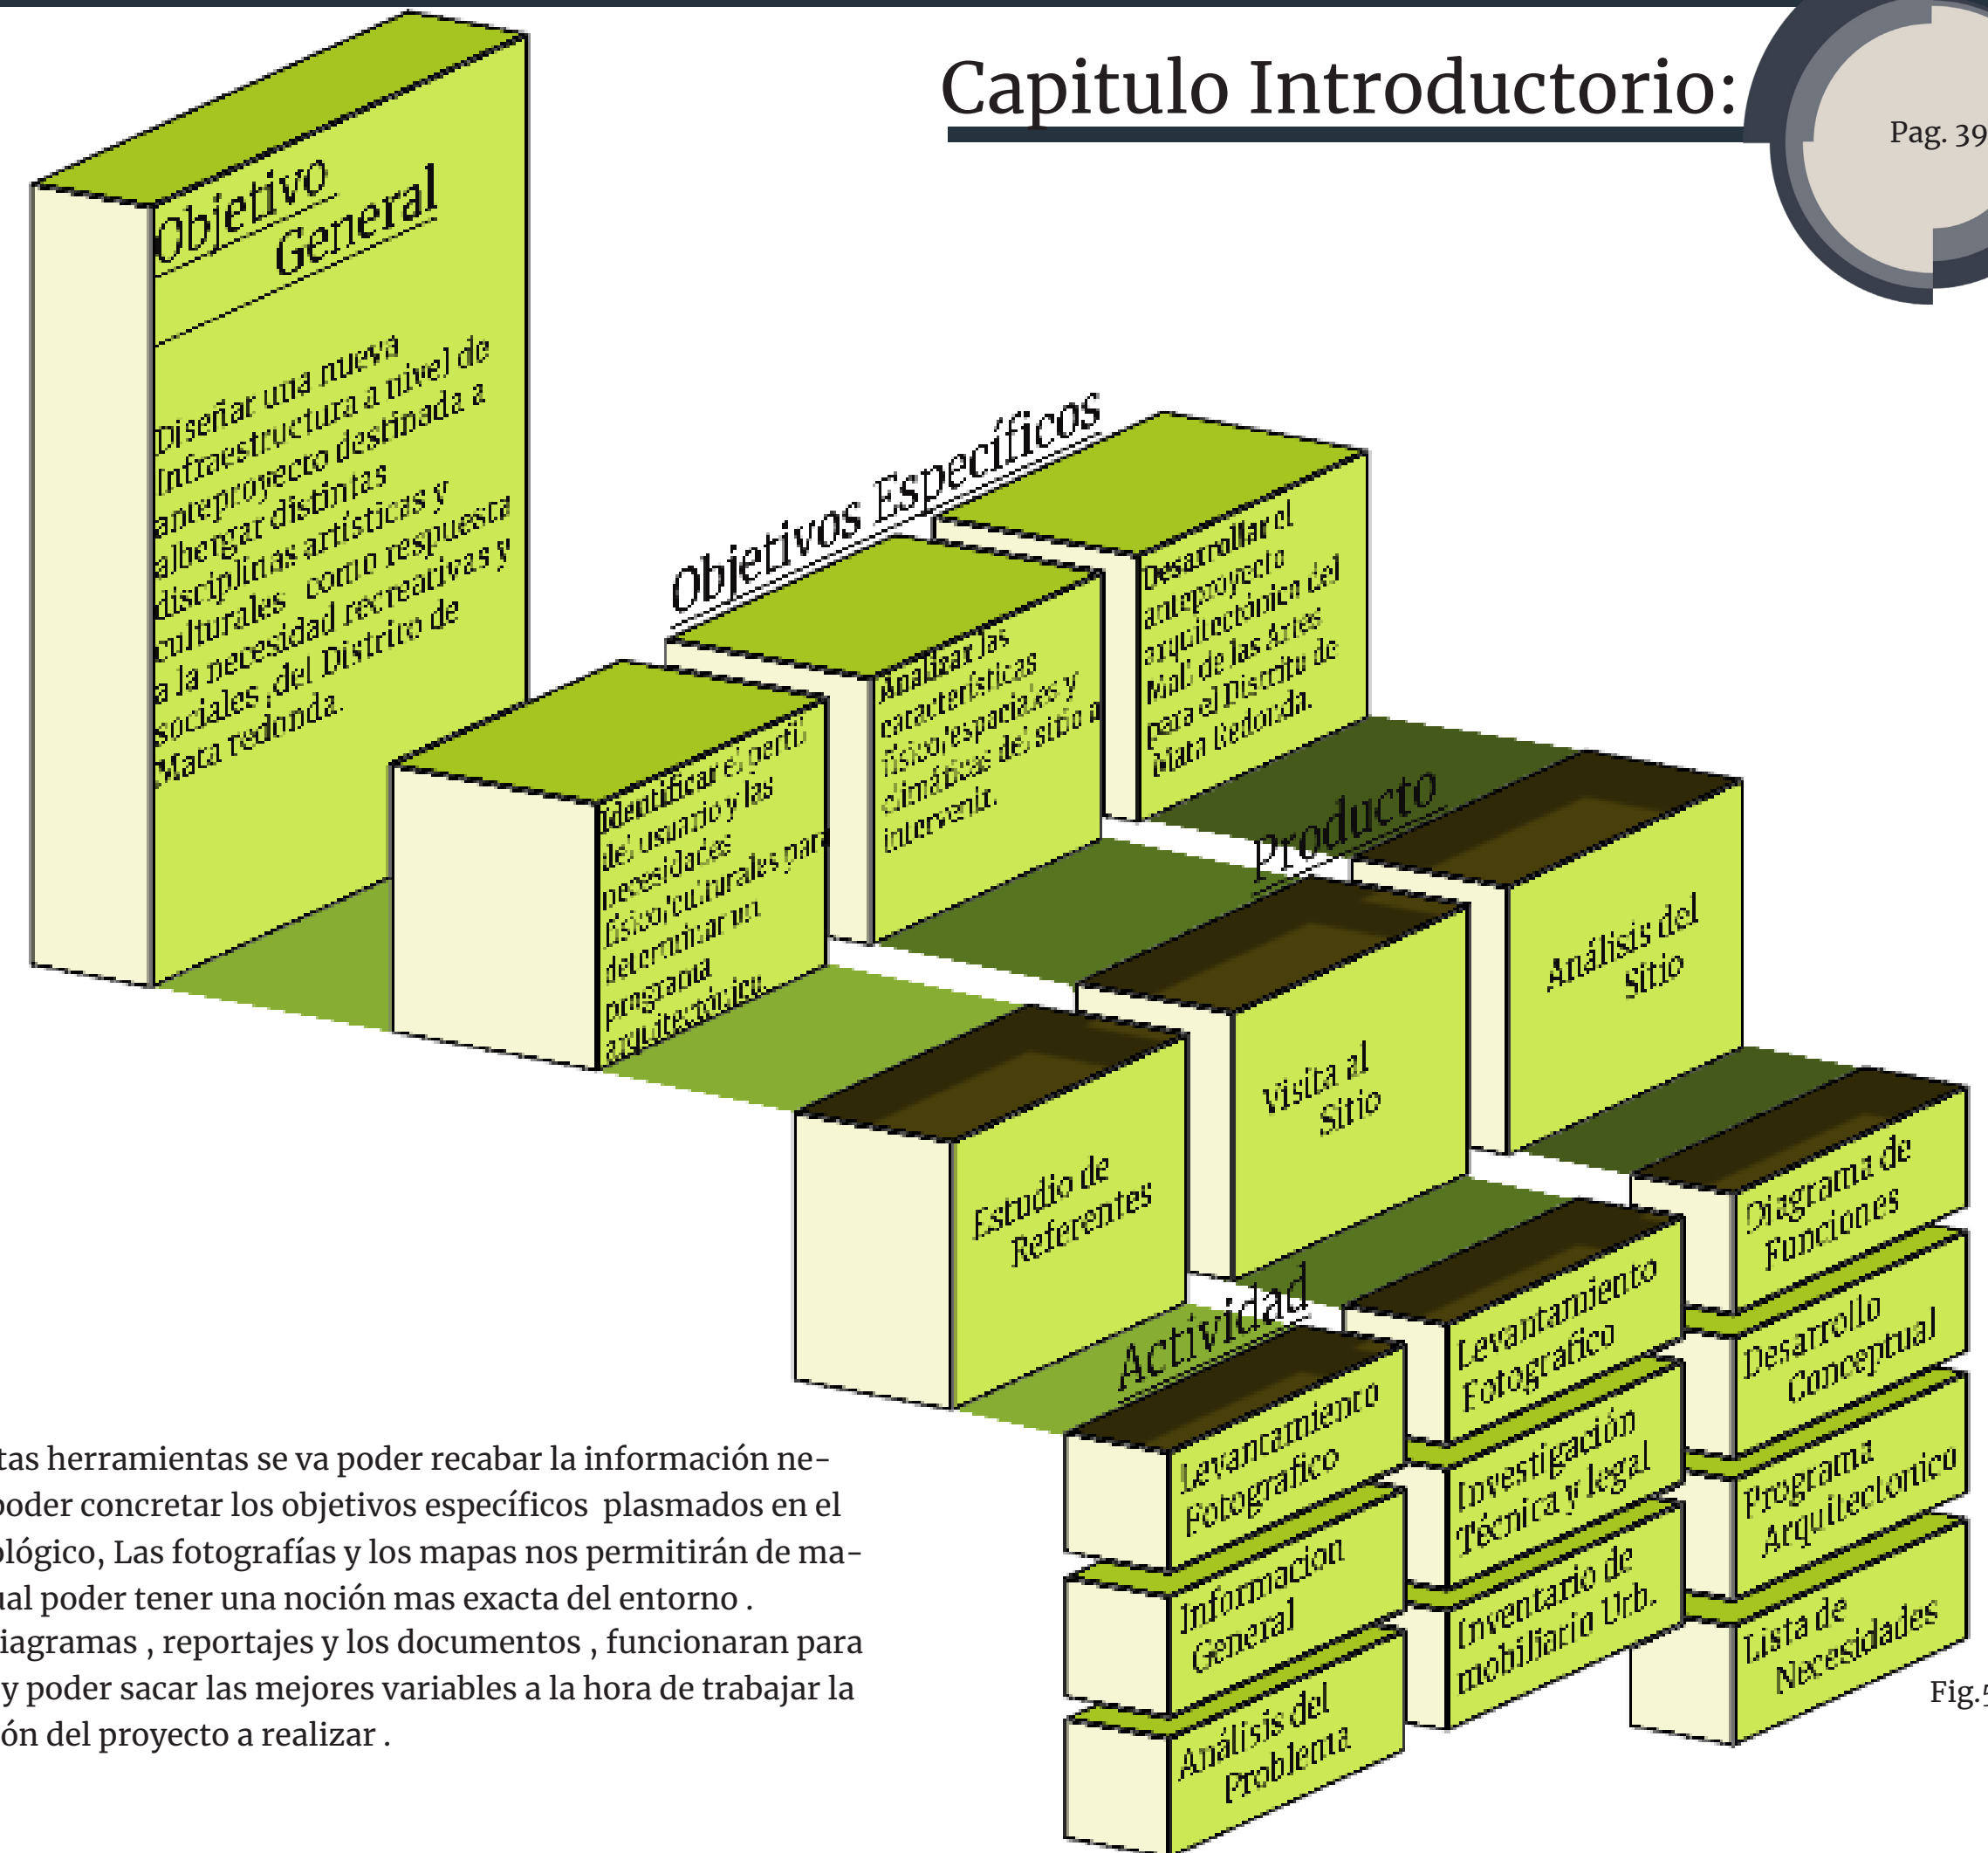 Capitulo Introductorio:
Pag. 39
Objetivo
General
Diseñar una nueva
Infraestructura a nivel de
anteproyecto destinada a
albergar distintas
disciplinas artísticas y
culturales como respuesta
a la necesidad recreativas y
sociales ,del Distrito de
Mata redonda.
Objetivos Específicos
Identificar el perfil
del usuario y las
necesidades
físico/culturales para
determinar un
programa
arquitectónico.
Analizar las
características
físico/espaciales y
climáticas del sitio a
intervenir.
Desarrollar el
anteproyecto
arquitectónico del
Mall de las Artes
para el Distrito de
Mata Redonda.
Producto
Estudio de
Referentes
Visita al
Sitio
Análisis del
Sitio
Actividad
Levantamiento
Fotografico
Informacion
General
Análisis del
Problema
Levantamiento
Fotografico
Investigación
Técnica y legal
Inventario de
mobiliario Urb.
Diagrama de
Funciones
Desarrollo
Conceptual
Programa
Arquitectonico
Lista de
Necesidades
tas herramientas se va poder recabar la información ne-
poder concretar los objetivos específicos plasmados en el
ológico, Las fotografías y los mapas nos permitirán de ma-
ual poder tener una noción mas exacta del entorno .
iagramas , reportajes y los documentos , funcionaran para
y poder sacar las mejores variables a la hora de trabajar la
ón del proyecto a realizar .
Fig.5